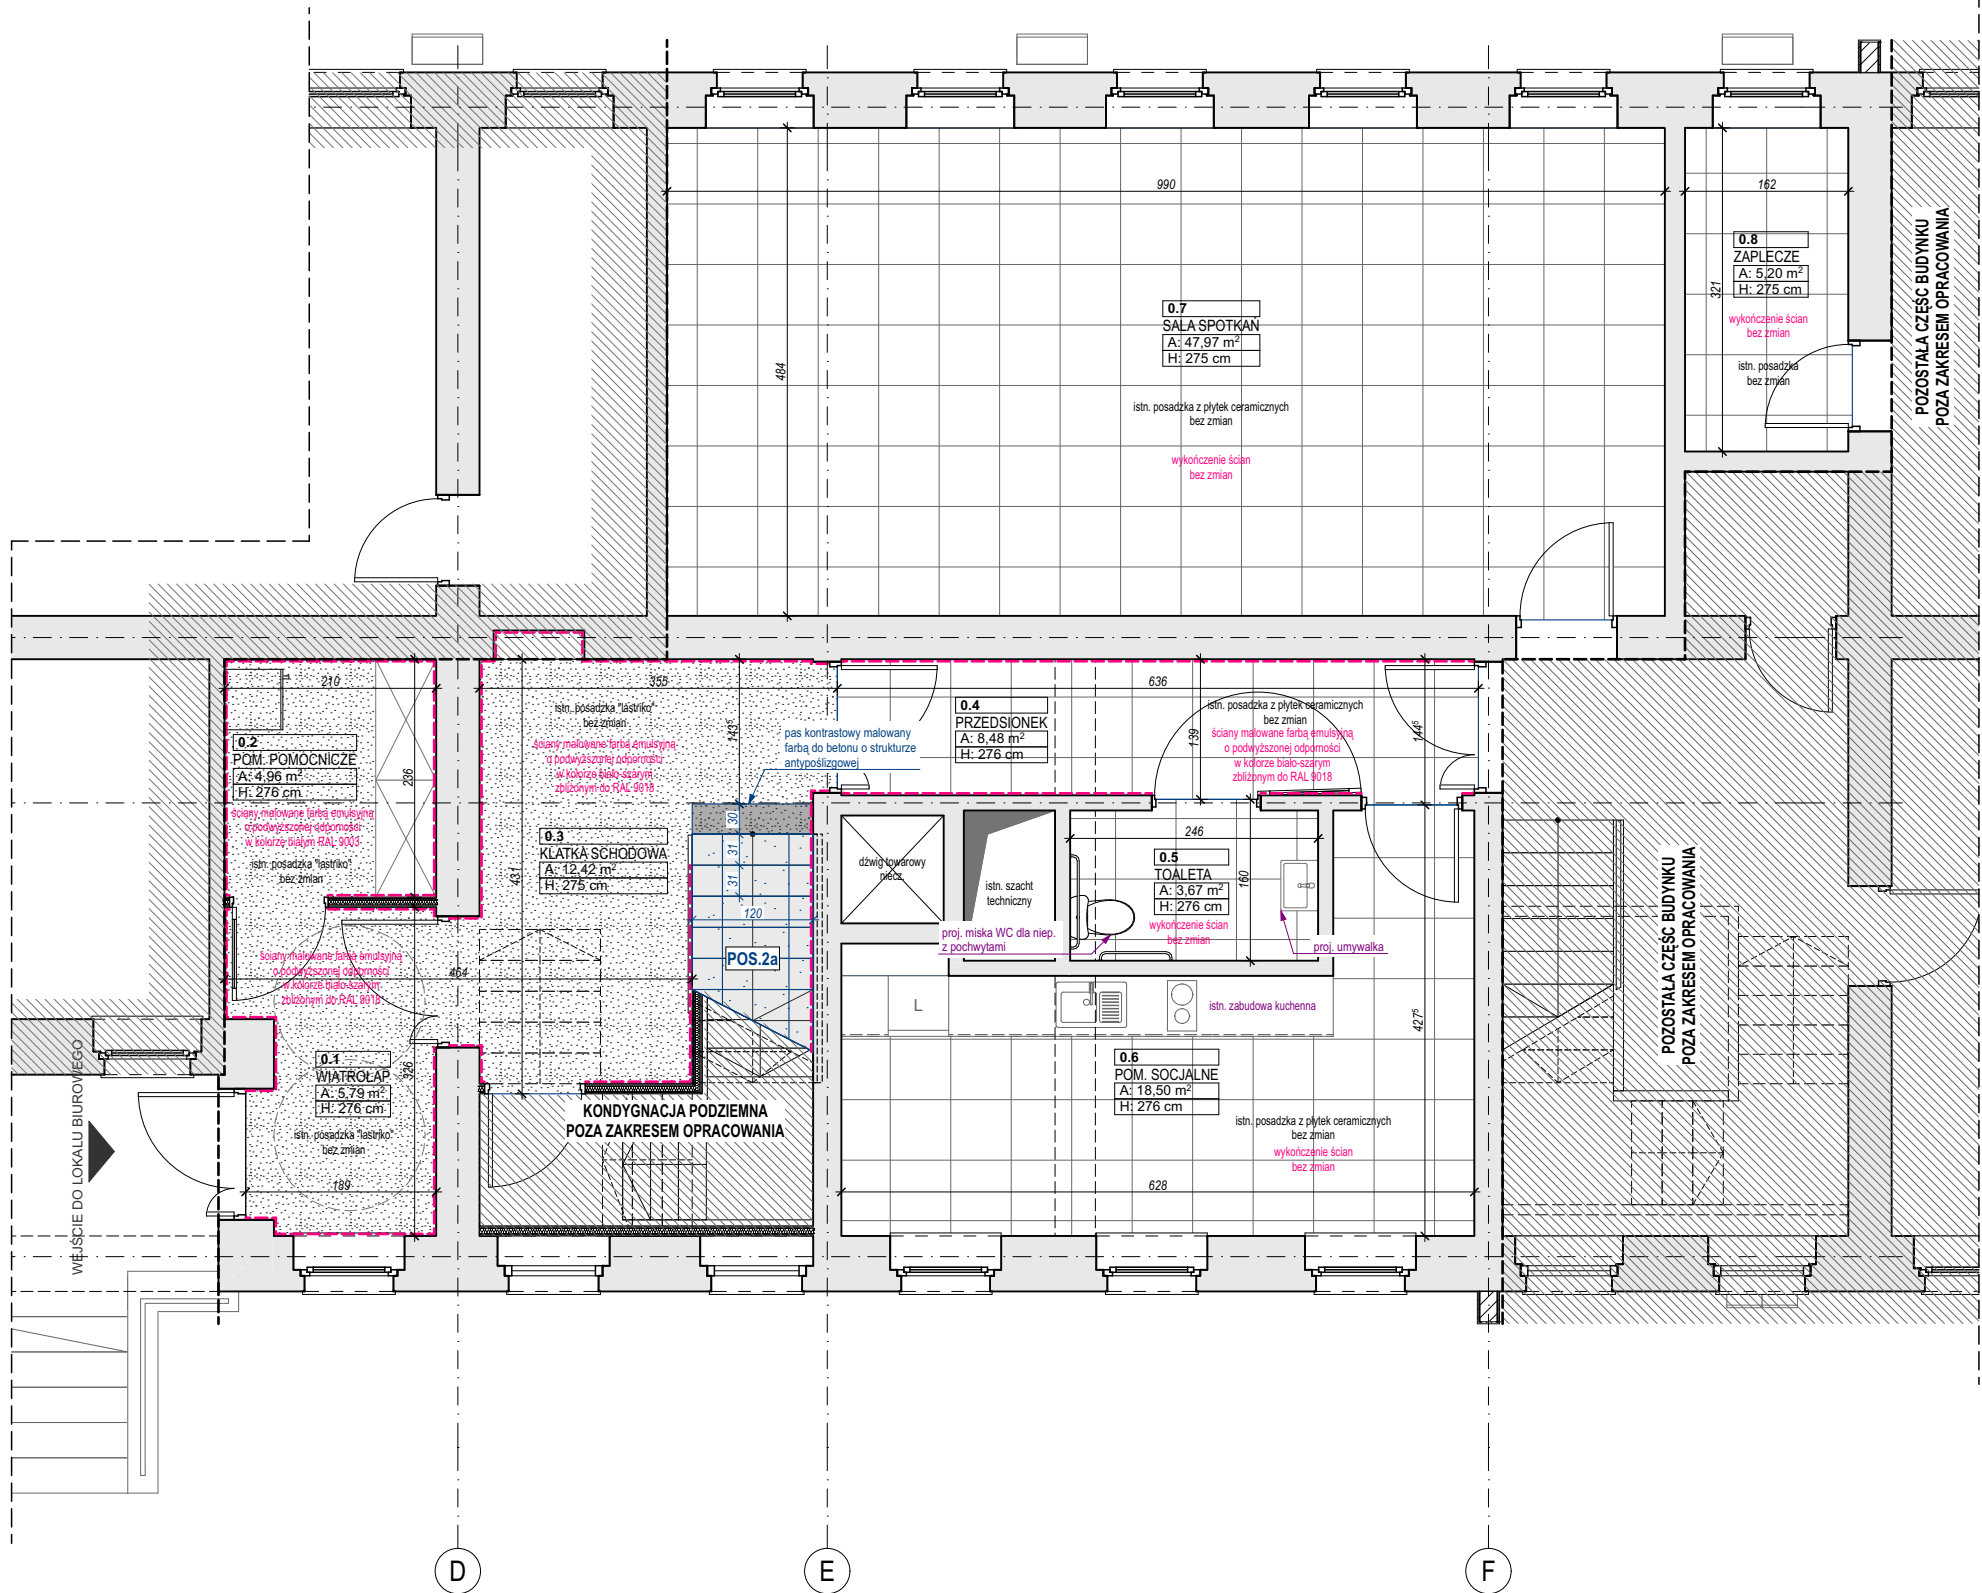 990
162
0.8
ZAPLECZE
A: 5,20 m²
H: 275 cm
321
wykończenie ścian
bez zmian
istn. posadzka
bez zmian
POZOSTAŁA CZĘŚC BUDYNKU
POZA ZAKRESEM OPRACOWANIA
0.7
SALA SPOTKAŃ
A: 47,97 m²
H: 275 cm
484
istn. posadzka z płytek ceramicznych
bez zmian
wykończenie ścian
bez zmian
210
0.2
POM. POMOCNICZE
A: 4,96 m²
H: 276 cm
236
ściany malowane farbą emulsyjną
o podwyższonej odporności
w kolorze białym RAL 9003
istn. posadzka "lastriko"
bez zmian
355
istn. posadzka "lastriko"
bez zmian
ściany malowane farbą emulsyjną
o podwyższonej odporności
w kolorze biało-szarym
zbliżonym do RAL 9018
143⁵
pas kontrastowy malowany
farbą do betonu o strukturze
antypoślizgowej
0.3
KLATKA SCHODOWA
A: 12,42 m²
H: 275 cm
431
30
31
31
120
POS.2a
636
0.4
PRZEDSIONEK
A: 8,48 m²
H: 276 cm
139
istn. posadzka z płytek ceramicznych
bez zmian
ściany malowane farbą emulsyjną
o podwyższonej odporności
w kolorze biało-szarym
zbliżonym do RAL 9018
144⁵
dźwig towarowy
niecz.
istn. szacht
techniczny
246
0.5
TOALETA
A: 3,67 m²
H: 276 cm
160
wykończenie ścian
bez zmian
proj. miska WC dla niep.
z pochwytami
proj. umywalka
ściany malowane farbą emulsyjną
o podwyższonej odporności
w kolorze biało-szarym
zbliżonym do RAL 9018
464
0.1
WIATROŁAP
A: 5,79 m²
H: 276 cm
326
istn. posadzka "lastriko"
bez zmian
189
WEJŚCIE DO LOKALU BIUROWEGO
KONDYGNACJA PODZIEMNA
POZA ZAKRESEM OPRACOWANIA
L
istn. zabudowa kuchenna
427⁵
0.6
POM. SOCJALNE
A: 18,50 m²
H: 276 cm
istn. posadzka z płytek ceramicznych
bez zmian
wykończenie ścian
bez zmian
628
POZOSTAŁA CZĘŚC BUDYNKU
POZA ZAKRESEM OPRACOWANIA
D
E
F